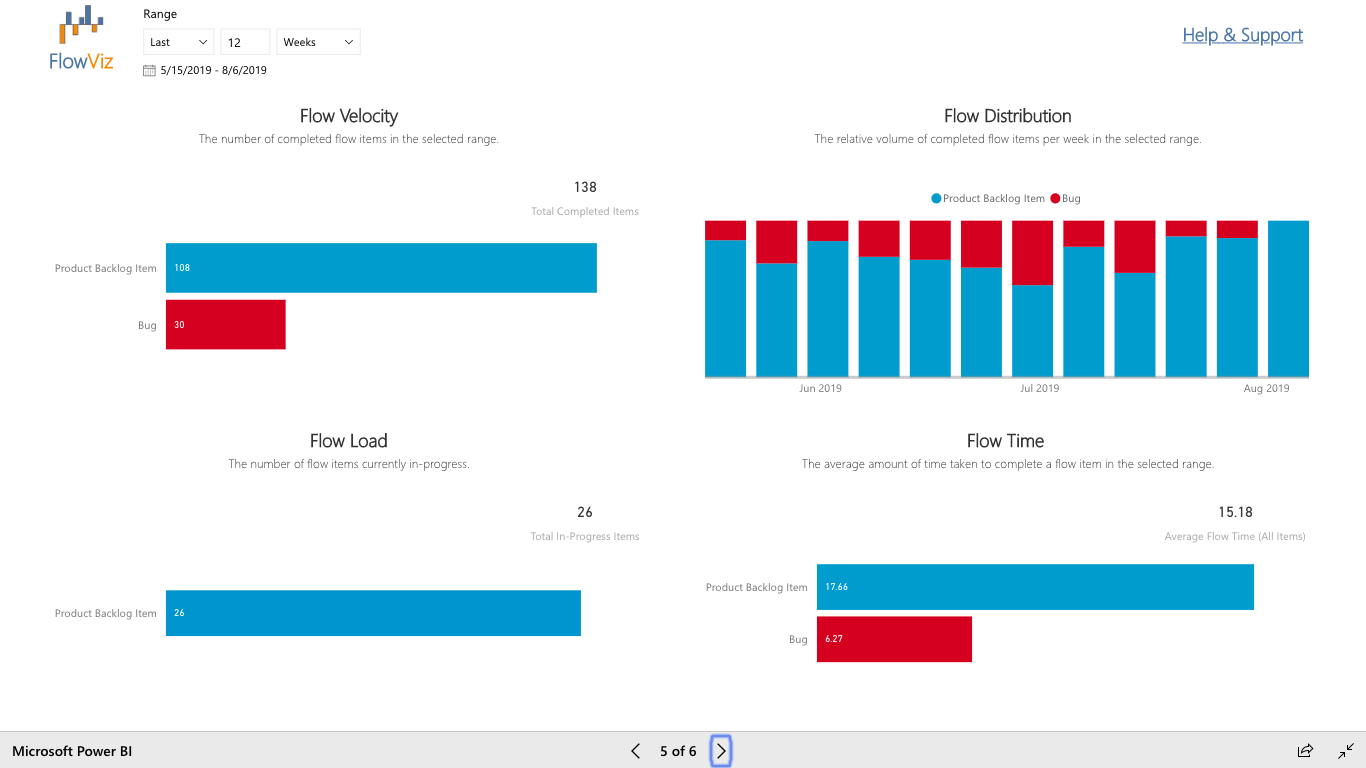 Range
Last
12
Weeks
5/15/2019 - 8/6/2019
FlowViz
Help & Support
Flow Velocity
The number of completed flow items in the selected range.
138
Total Completed Items
Product Backlog Item
108
Bug
30
Flow Distribution
The relative volume of completed flow items per week in the selected range.
Product Backlog Item
Bug
Jun 2019
Jul 2019
Aug 2019
Flow Load
The number of flow items currently in-progress.
26
Total In-Progress Items
Product Backlog Item
26
Flow Time
The average amount of time taken to complete a flow item in the selected range.
15.18
Average Flow Time (All Items)
Product Backlog Item
17.66
Bug
6.27
Microsoft Power BI
5 of 6